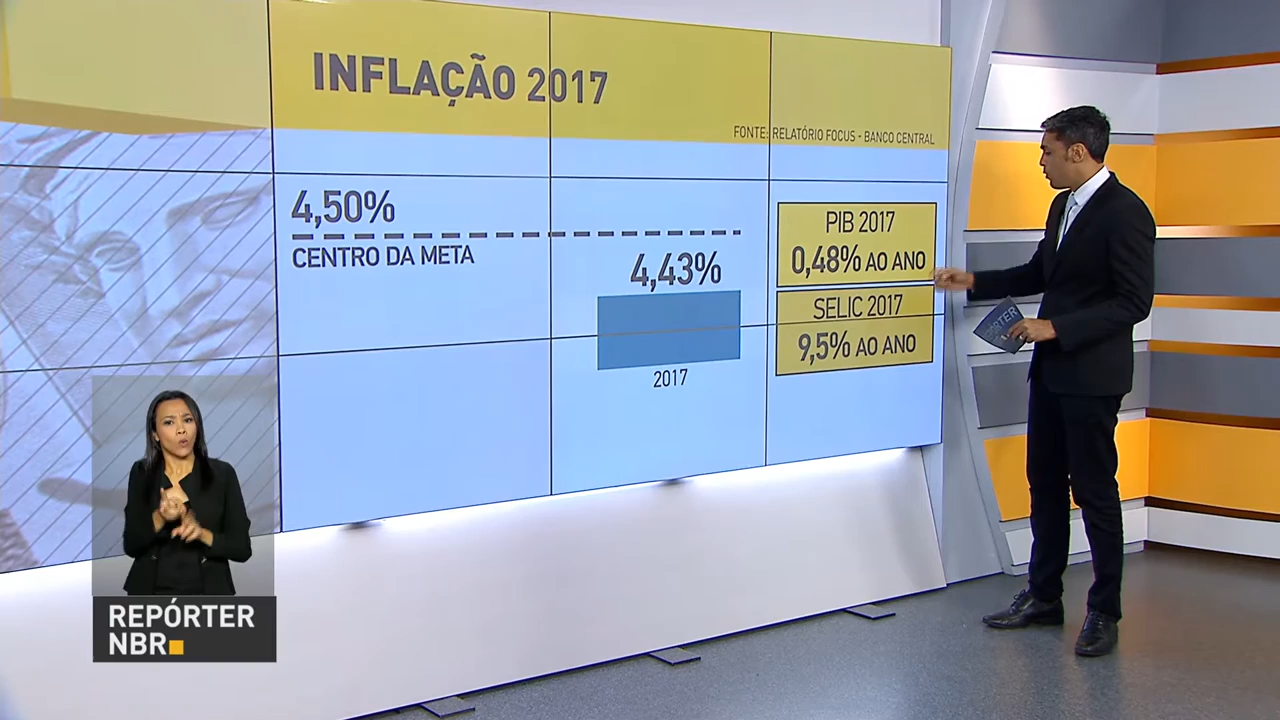 INFLAÇÃO 2017
FONTE: RELATÓRIO FOCUS - BANCO CENTRAL
4,50%
CENTRO DA META
4,43%
2017
PIB 2017
0,48% AO ANO
SELIC 2017
9,5% AO ANO
REPÓRTER
NBR